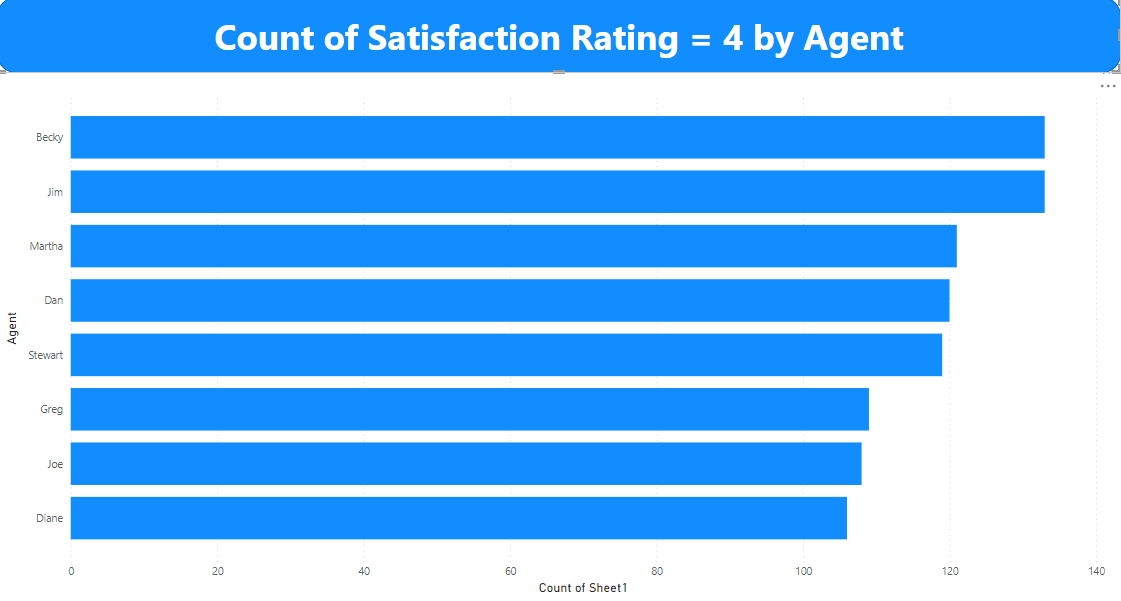 Count of Satisfaction Rating = 4 by Agent
Becky
Jim
Martha
Dan
Stewart
Greg
Joe
Diane
Agent
0 20 40 60 80 100 120 140
Count of Sheet1